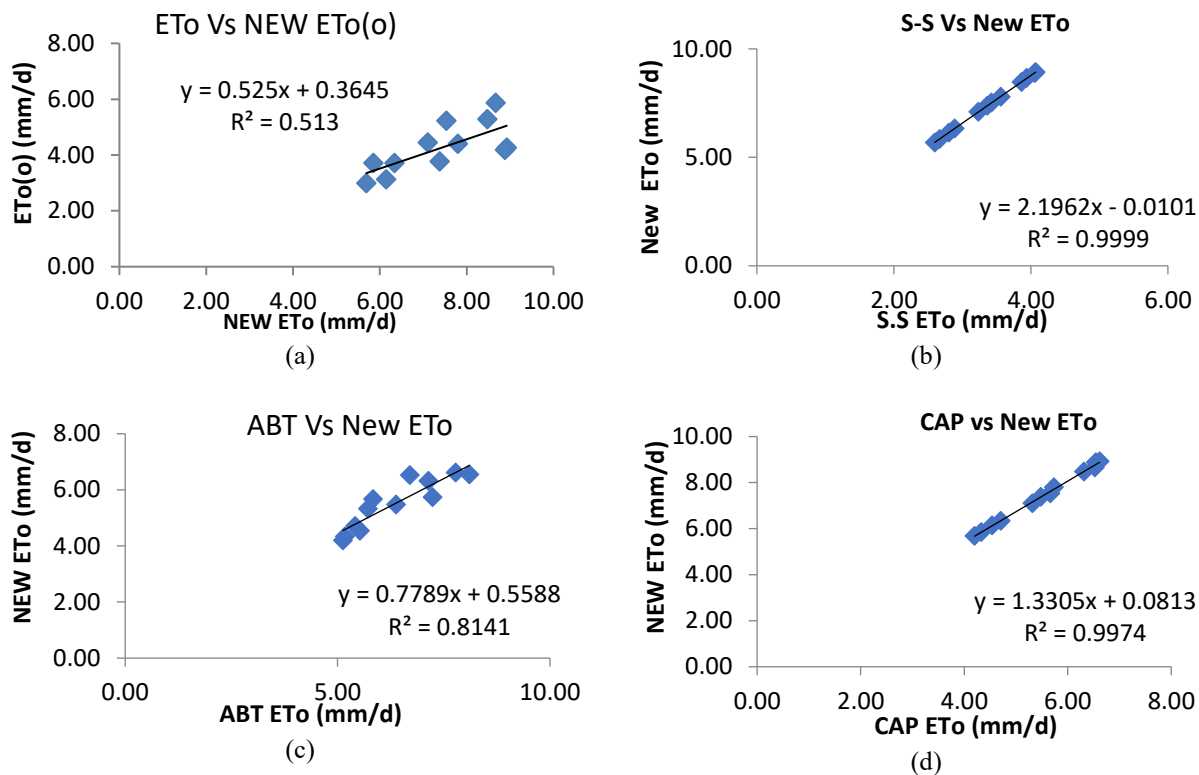 ETo Vs NEW ETo(o)
y = 0.525x + 0.3645
R² = 0.513
ETo(o) (mm/d)
8.00
6.00
4.00
2.00
0.00
0.00 2.00 4.00 6.00 8.00 10.00
NEW ETo (mm/d)
(a)
S-S Vs New ETo
New ETo (mm/d)
10.00
5.00
0.00
y = 2.1962x - 0.0101
R² = 0.9999
0.00 2.00 4.00 6.00
S.S ETo (mm/d)
(b)
ABT Vs New ETo
NEW ETo (mm/d)
8.00
6.00
4.00
2.00
0.00
y = 0.7789x + 0.5588
R² = 0.8141
0.00 5.00 10.00
ABT ETo (mm/d)
(c)
CAP vs New ETo
NEW ETo (mm/d)
10.00
8.00
6.00
4.00
2.00
0.00
y = 1.3305x + 0.0813
R² = 0.9974
0.00 2.00 4.00 6.00 8.00
CAP ETo (mm/d)
(d)